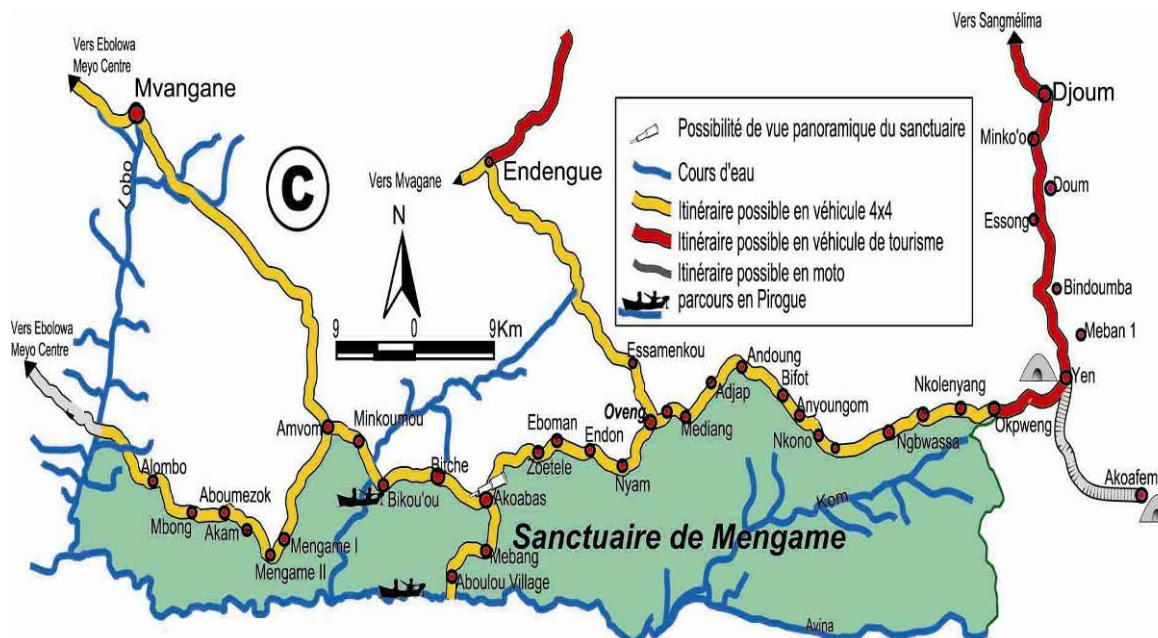 Vers Ebolowa
Meyo Centre
Mvangane
Lobo
C
Vers Mvagane
Endengue
N
9 0 9Km
Possibilité de vue panoramique du sanctuaire
Cours d'eau
Itinéraire possible en véhicule 4x4
Itinéraire possible en véhicule de tourisme
Itinéraire possible en moto
parcours en Pirogue
Vers Sangmélima
Djoum
Minko'o
Doum
Essong
Bindoumba
Meban 1
Yen
Akoafem
Vers Ebolowa
Meyo Centre
Alombo
Mbong
Aboumezok
Akam
Mengame II
Mengame I
Amvom
Minkoumou
Bikou'ou
Bitche
Akoabas
Mebang
Aboulou Village
Zoetele
Eboman
Endon
Nyam
Oveng
Essamenkou
Mediang
Adjap
Andoung
Bifot
Anyoungom
Nkono
Ngbwassa
Nkolenyang
Okpweng
Kom
Sanctuaire de Mengame
Avina